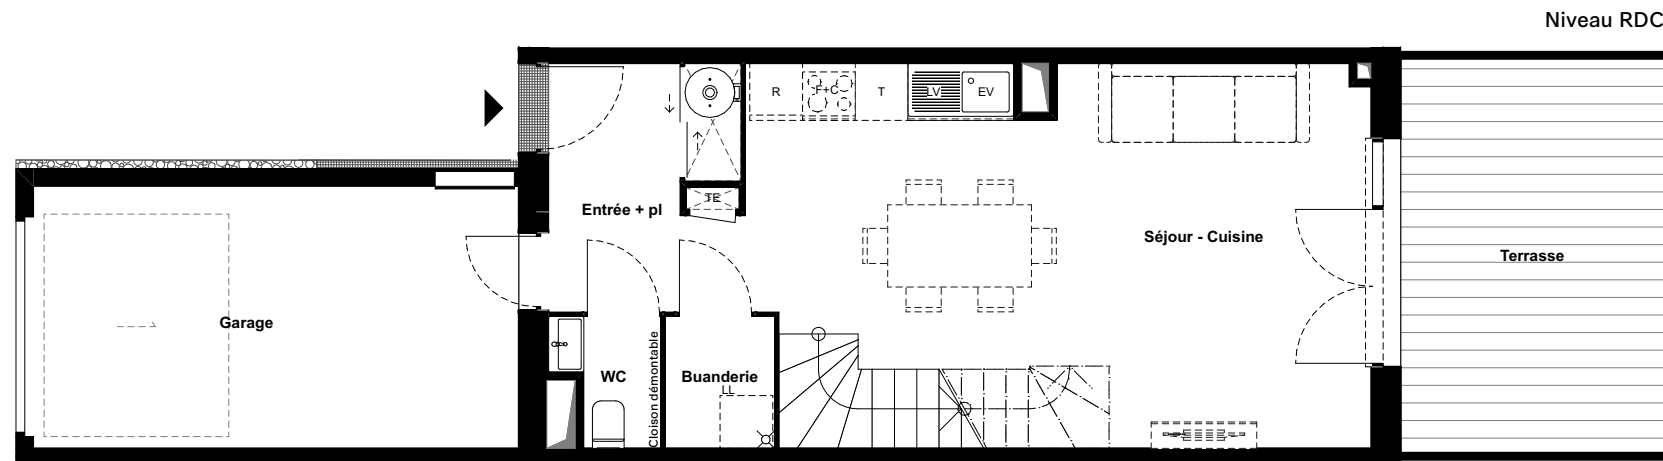 Niveau RDC
R
F+C
T
LV
EV
TE
Entrée + pl
Séjour - Cuisine
Terrasse
Garage
WC
Cloison démontable
Buanderie
LL